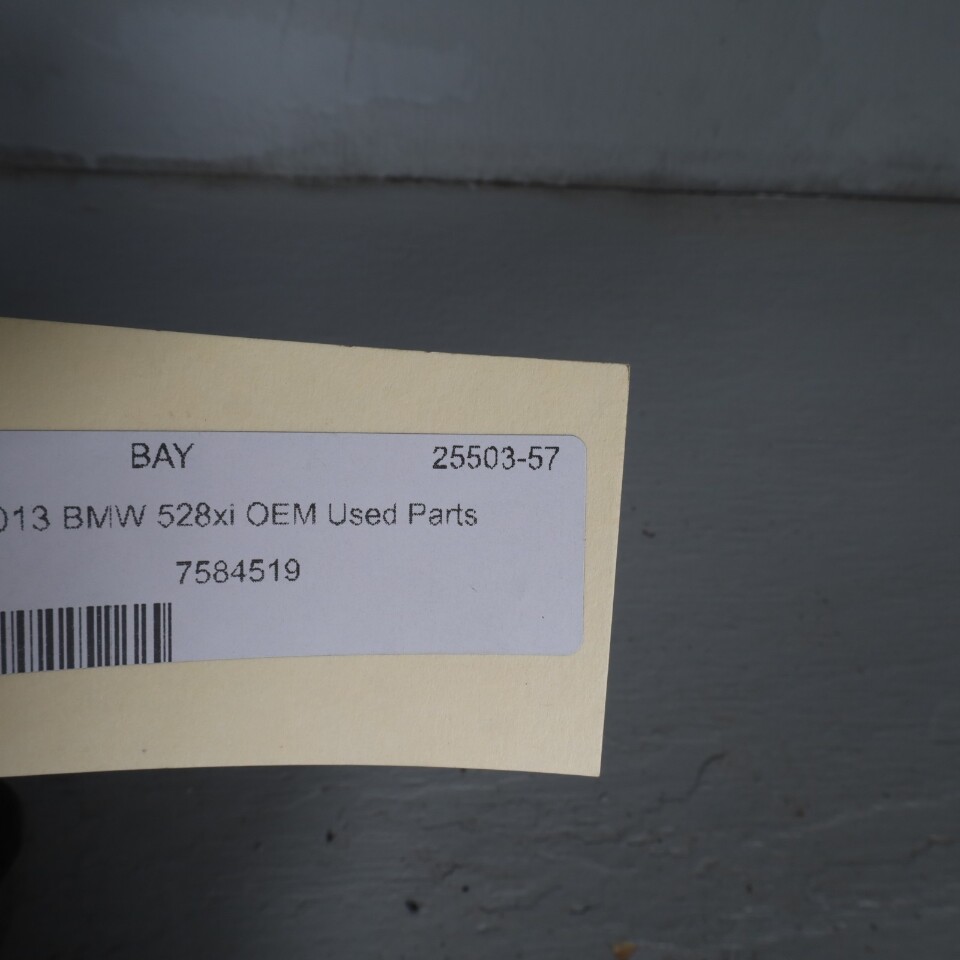 BAY 25503-57
013 BMW 528xi OEM Used Parts
7584519